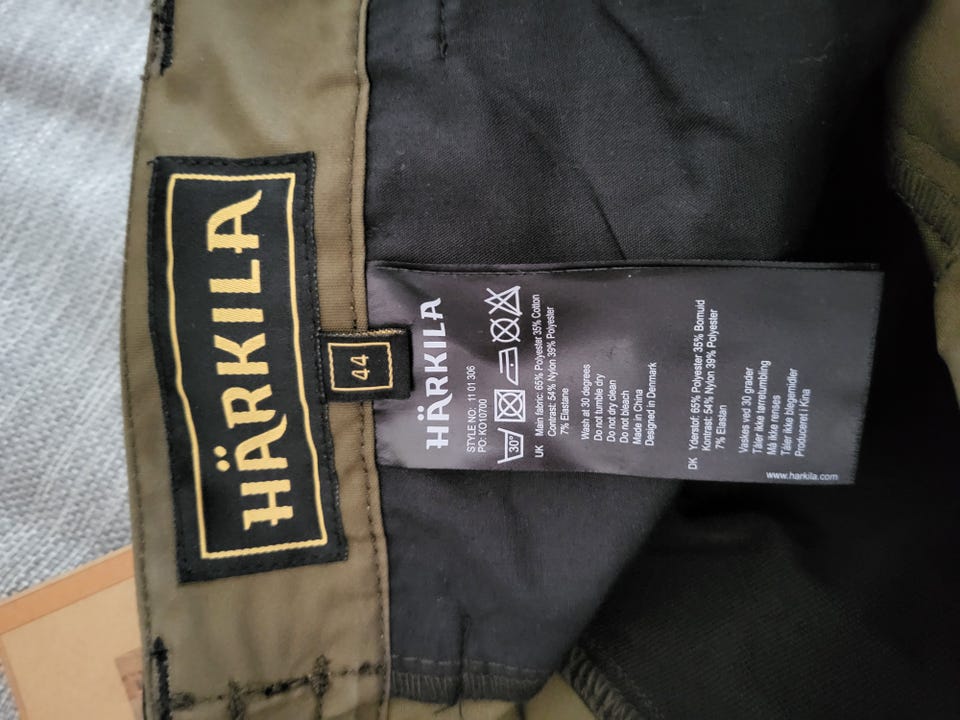 HÄRKILA
44
HÄRKILA
STYLE NO: 11 01 306
PO: KO10700
30°
UK Main fabric: 65% Polyester 35% Cotton
Contrast: 54% Nylon 39% Polyester
7% Elastane
Wash at 30 degrees
Do not tumble dry
Do not dry clean
Do not bleach
Made in China
Designed in Denmark
DK Yderstof: 65% Polyester 35% Bomuld
Kontrast: 54% Nylon 39% Polyester
7% Elastan
Vaskes ved 30 grader
Tåler ikke tørretumbling
Må ikke renses
Tåler ikke blegemidler
Produceret i Kina
www.harkila.com